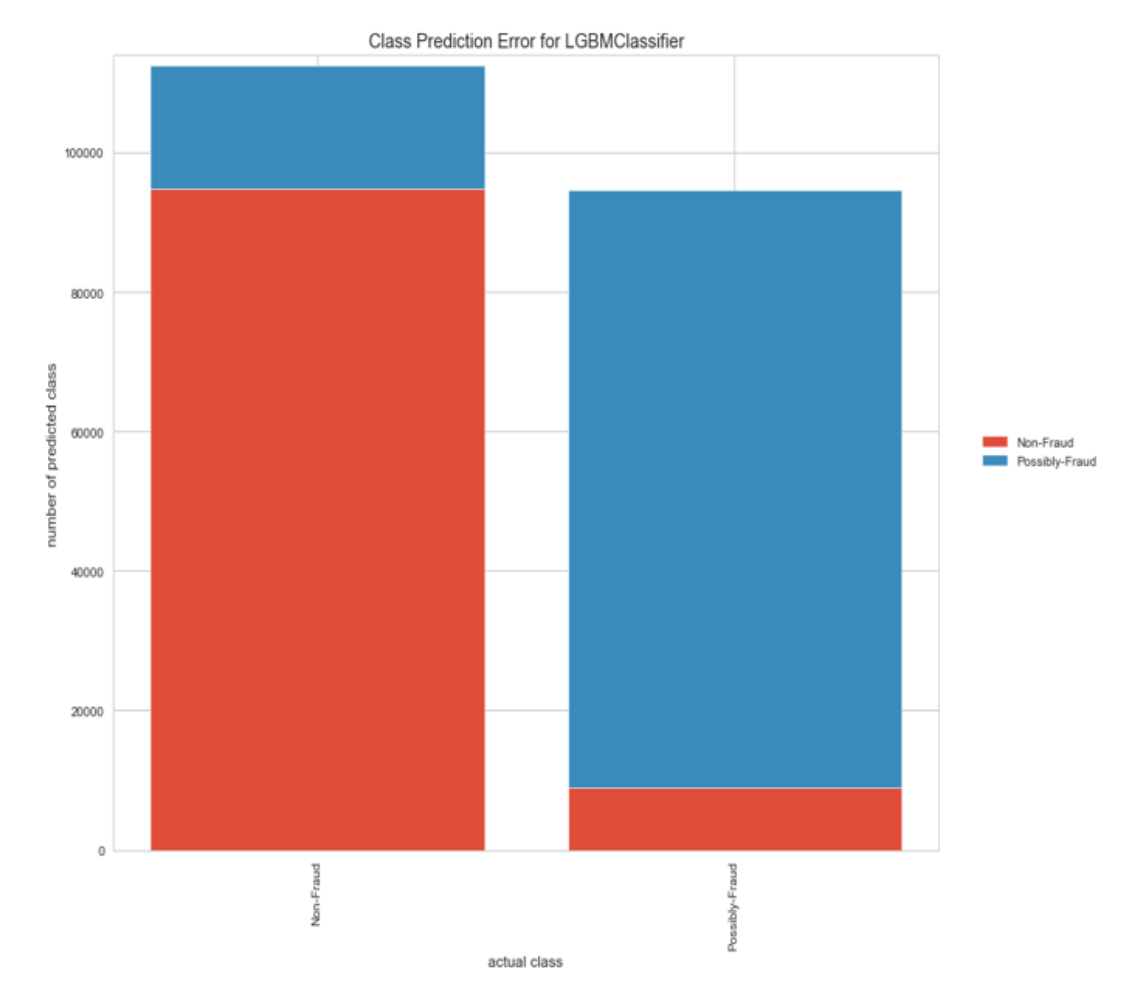 Class Prediction Error for LGBMClassifier
100000
80000
60000
40000
20000
0
number of predicted class
Non-Fraud
Possibly-Fraud
actual class
Non-Fraud
Possibly-Fraud